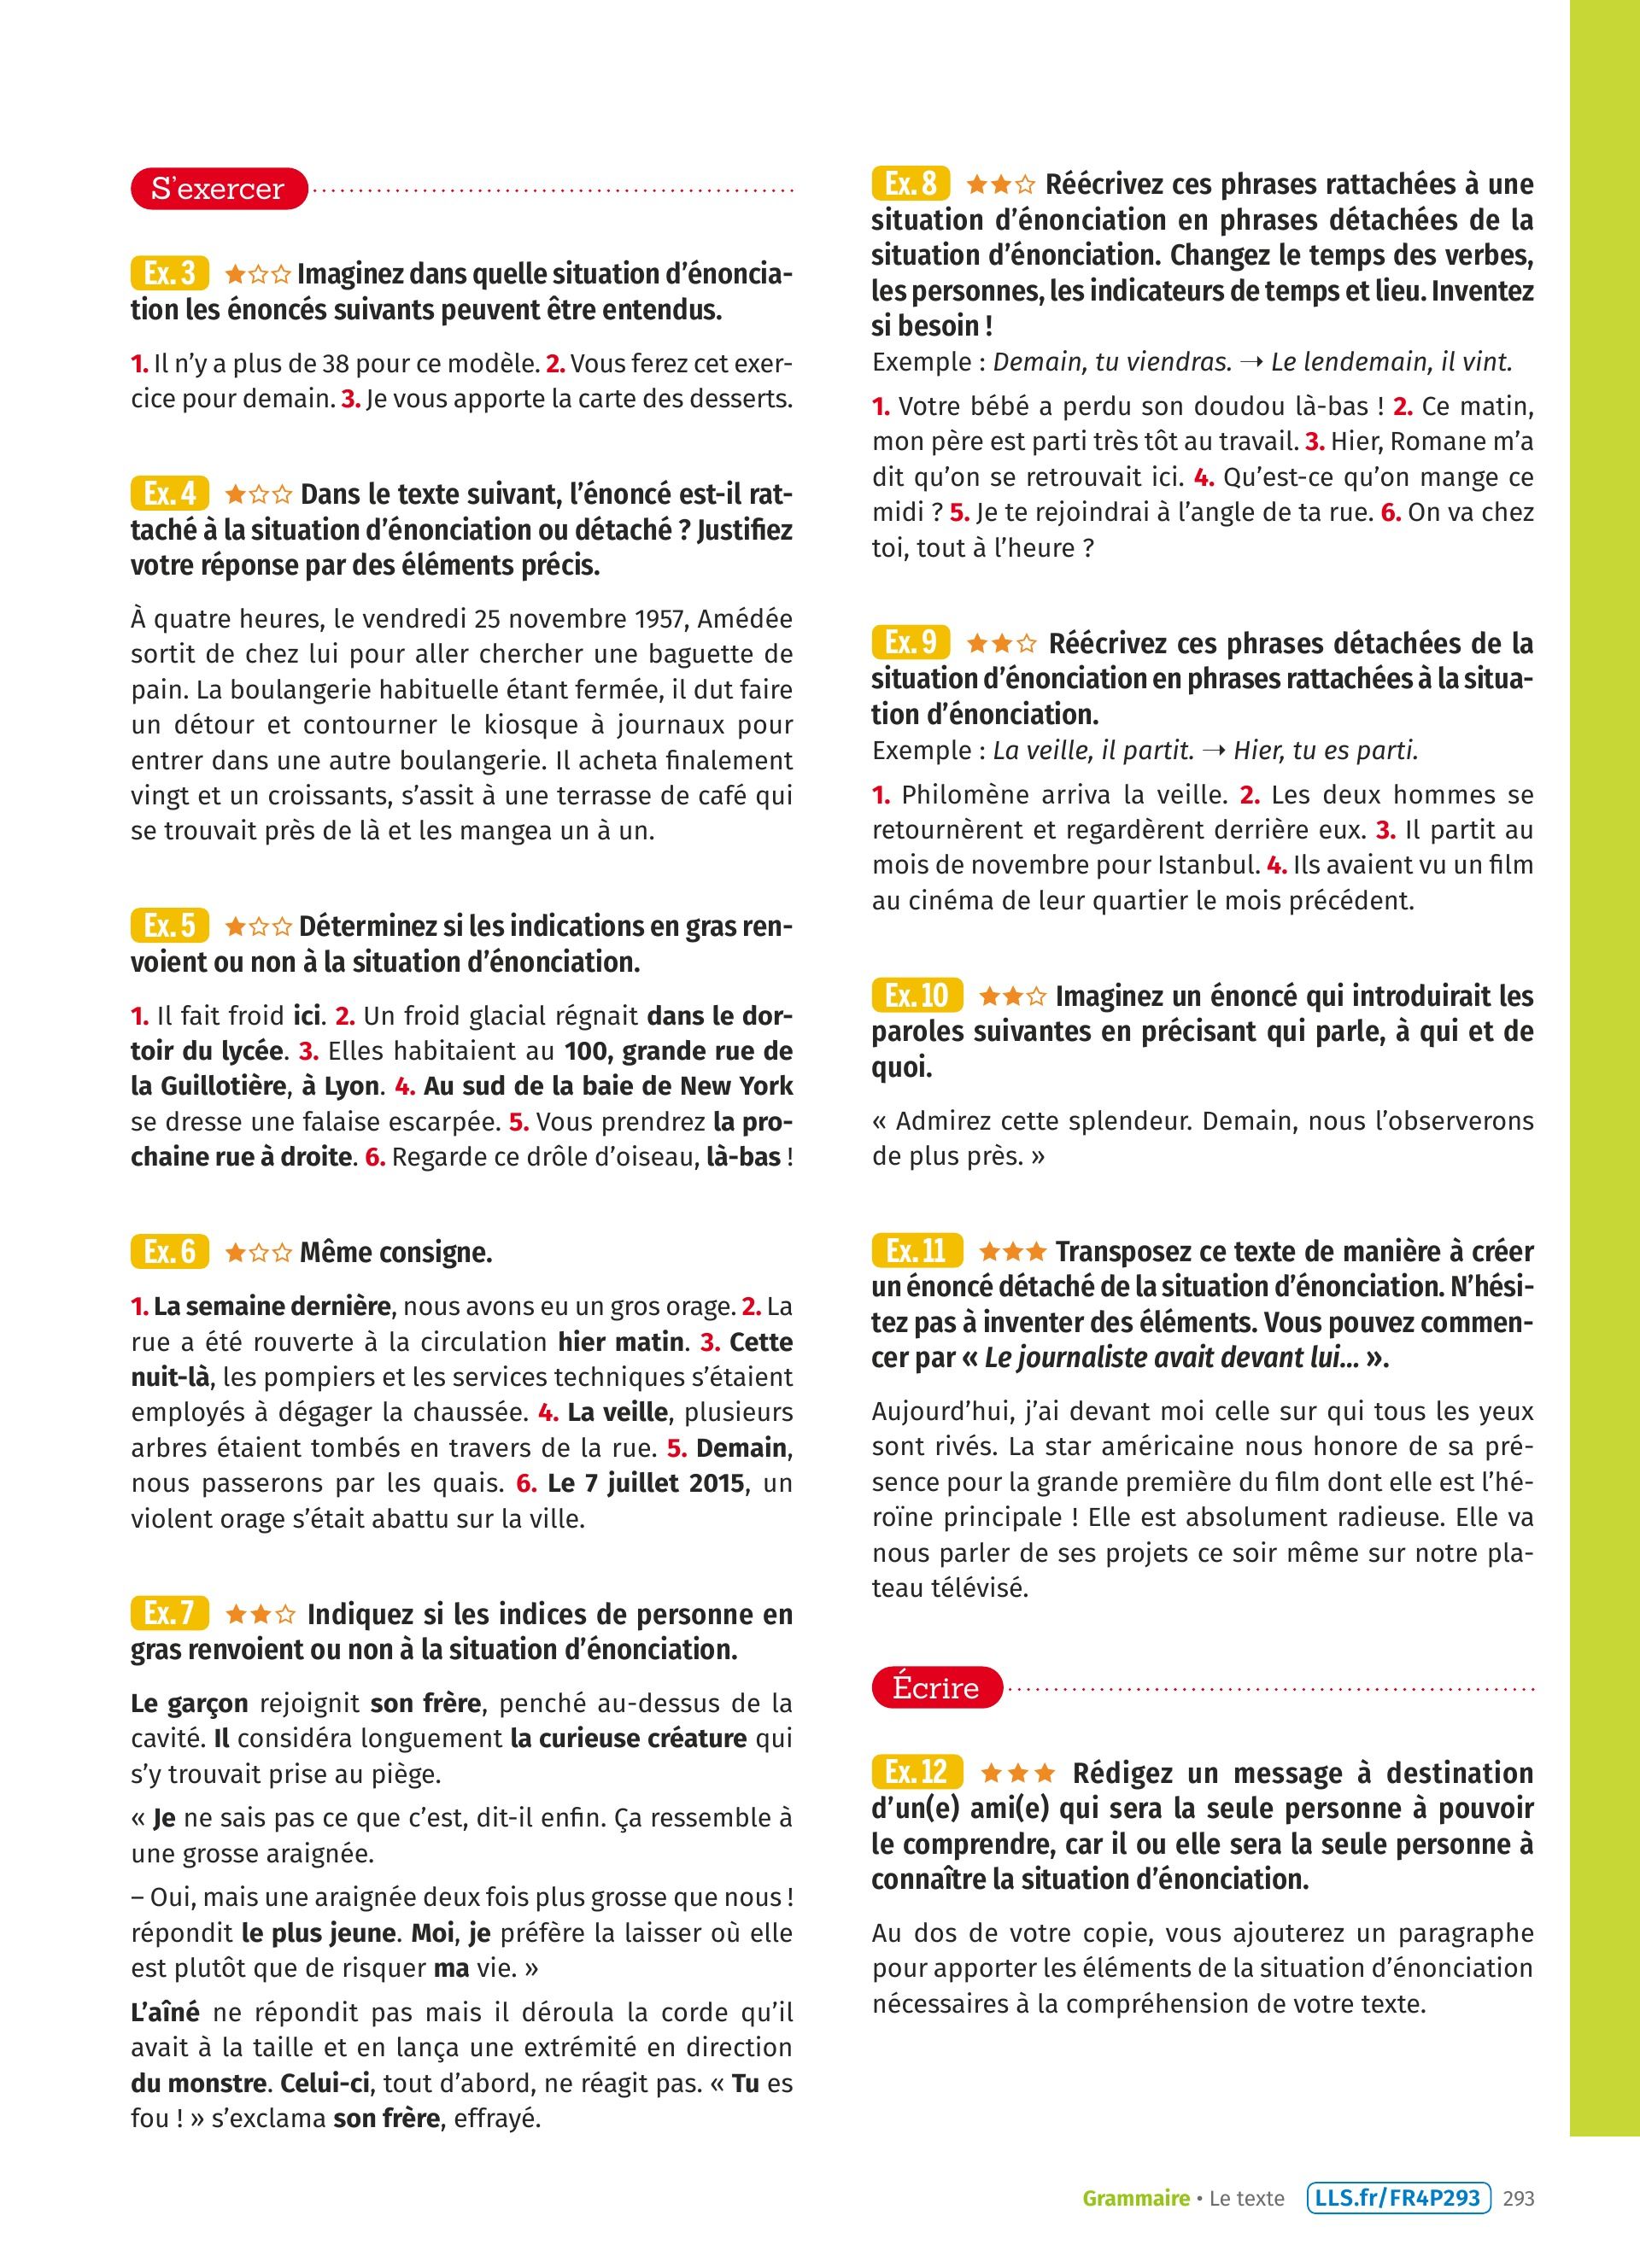 S'exercer
Ex. 3 ★☆☆ Imaginez dans quelle situation d'énoncia-
tion les énoncés suivants peuvent être entendus.
1. Il n'y a plus de 38 pour ce modèle. 2. Vous ferez cet exer-
cice pour demain. 3. Je vous apporte la carte des desserts.
Ex. 4 ★☆☆ Dans le texte suivant, l'énoncé est-il rat-
taché à la situation d'énonciation ou détaché ? Justifiez
votre réponse par des éléments précis.
À quatre heures, le vendredi 25 novembre 1957, Amédée
sortit de chez lui pour aller chercher une baguette de
pain. La boulangerie habituelle étant fermée, il dut faire
un détour et contourner le kiosque à journaux pour
entrer dans une autre boulangerie. Il acheta finalement
vingt et un croissants, s'assit à une terrasse de café qui
se trouvait près de là et les mangea un à un.
Ex. 5 ★☆☆ Déterminez si les indications en gras ren-
voient ou non à la situation d'énonciation.
1. Il fait froid ici. 2. Un froid glacial régnait dans le dor-
toir du lycée. 3. Elles habitaient au 100, grande rue de
la Guillotière, à Lyon. 4. Au sud de la baie de New York
se dresse une falaise escarpée. 5. Vous prendrez la pro-
chaine rue à droite. 6. Regarde ce drôle d'oiseau, là-bas !
Ex. 6 ★☆☆ Même consigne.
1. La semaine dernière, nous avons eu un gros orage. 2. La
rue a été rouverte à la circulation hier matin. 3. Cette
nuit-là, les pompiers et les services techniques s'étaient
employés à dégager la chaussée. 4. La veille, plusieurs
arbres étaient tombés en travers de la rue. 5. Demain,
nous passerons par les quais. 6. Le 7 juillet 2015, un
violent orage s'était abattu sur la ville.
Ex. 7 ★★☆ Indiquez si les indices de personne en
gras renvoient ou non à la situation d'énonciation.
Le garçon rejoignit son frère, penché au-dessus de la
cavité. Il considéra longuement la curieuse créature qui
s'y trouvait prise au piège.
« Je ne sais pas ce que c'est, dit-il enfin. Ça ressemble à
une grosse araignée.
– Oui, mais une araignée deux fois plus grosse que nous !
répondit le plus jeune. Moi, je préfère la laisser où elle
est plutôt que de risquer ma vie. »
L'aîné ne répondit pas mais il déroula la corde qu'il
avait à la taille et en lança une extrémité en direction
du monstre. Celui-ci, tout d'abord, ne réagit pas. « Tu es
fou ! » s'exclama son frère, effrayé.
Ex. 8 ★★☆ Réécrivez ces phrases rattachées à une
situation d'énonciation en phrases détachées de la
situation d'énonciation. Changez le temps des verbes,
les personnes, les indicateurs de temps et lieu. Inventez
si besoin !
Exemple : Demain, tu viendras. → Le lendemain, il vint.
1. Votre bébé a perdu son doudou là-bas ! 2. Ce matin,
mon père est parti très tôt au travail. 3. Hier, Romane m'a
dit qu'on se retrouvait ici. 4. Qu'est-ce qu'on mange ce
midi ? 5. Je te rejoindrai à l'angle de ta rue. 6. On va chez
toi, tout à l'heure ?
Ex. 9 ★★☆ Réécrivez ces phrases détachées de la
situation d'énonciation en phrases rattachées à la situa-
tion d'énonciation.
Exemple : La veille, il partit. → Hier, tu es parti.
1. Philomène arriva la veille. 2. Les deux hommes se
retournèrent et regardèrent derrière eux. 3. Il partit au
mois de novembre pour Istanbul. 4. Ils avaient vu un film
au cinéma de leur quartier le mois précédent.
Ex. 10 ★★☆ Imaginez un énoncé qui introduirait les
paroles suivantes en précisant qui parle, à qui et de
quoi.
« Admirez cette splendeur. Demain, nous l'observerons
de plus près. »
Ex. 11 ★★★ Transposez ce texte de manière à créer
un énoncé détaché de la situation d'énonciation. N'hési-
tez pas à inventer des éléments. Vous pouvez commen-
cer par « Le journaliste avait devant lui... ».
Aujourd'hui, j'ai devant moi celle sur qui tous les yeux
sont rivés. La star américaine nous honore de sa pré-
sence pour la grande première du film dont elle est l'hé-
roïne principale ! Elle est absolument radieuse. Elle va
nous parler de ses projets ce soir même sur notre pla-
teau télévisé.
Écrire
Ex. 12 ★★★ Rédigez un message à destination
d'un(e) ami(e) qui sera la seule personne à pouvoir
le comprendre, car il ou elle sera la seule personne à
connaître la situation d'énonciation.
Au dos de votre copie, vous ajouterez un paragraphe
pour apporter les éléments de la situation d'énonciation
nécessaires à la compréhension de votre texte.
Grammaire • Le texte LLS.fr/FR4P293 293